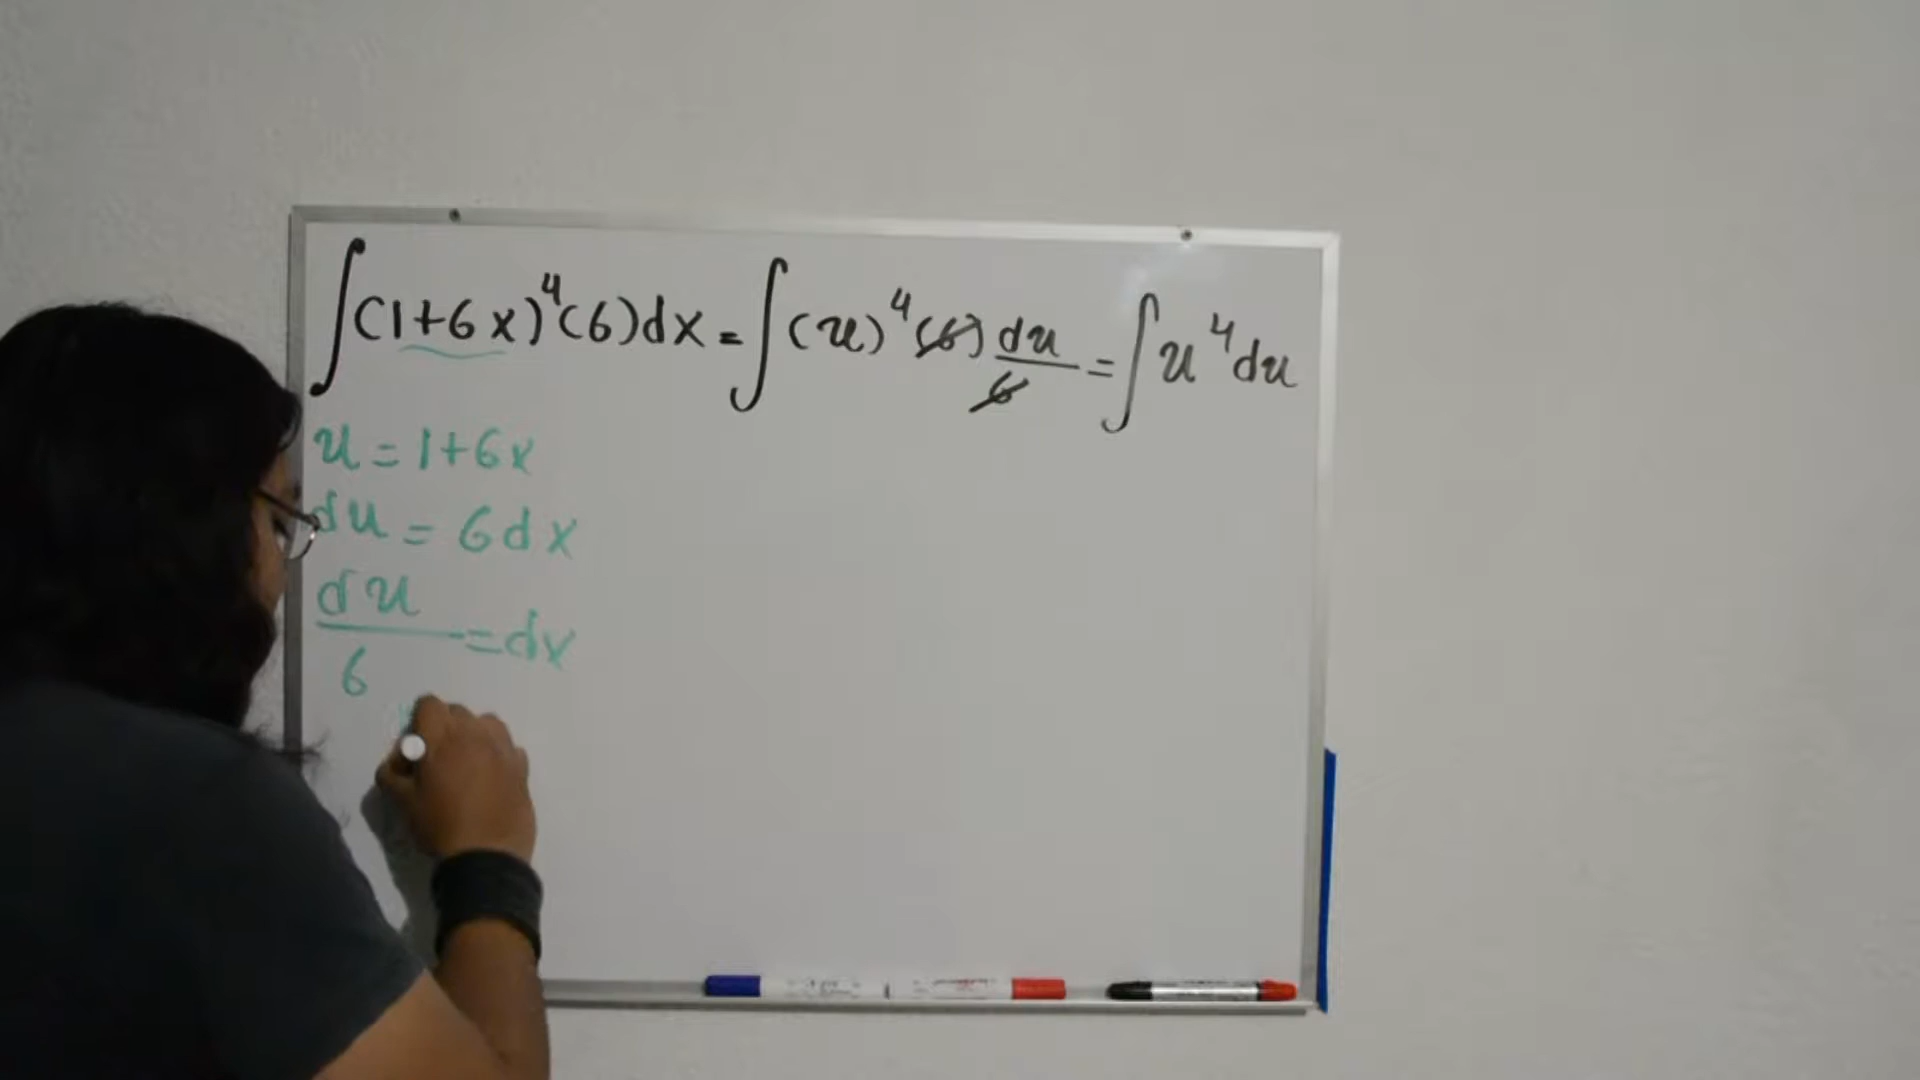 ∫(1+6x)⁴(6)dx = ∫(u)⁴(6) du/6 = ∫u⁴du
u = 1+6x
du = 6dx
du/6 = dx